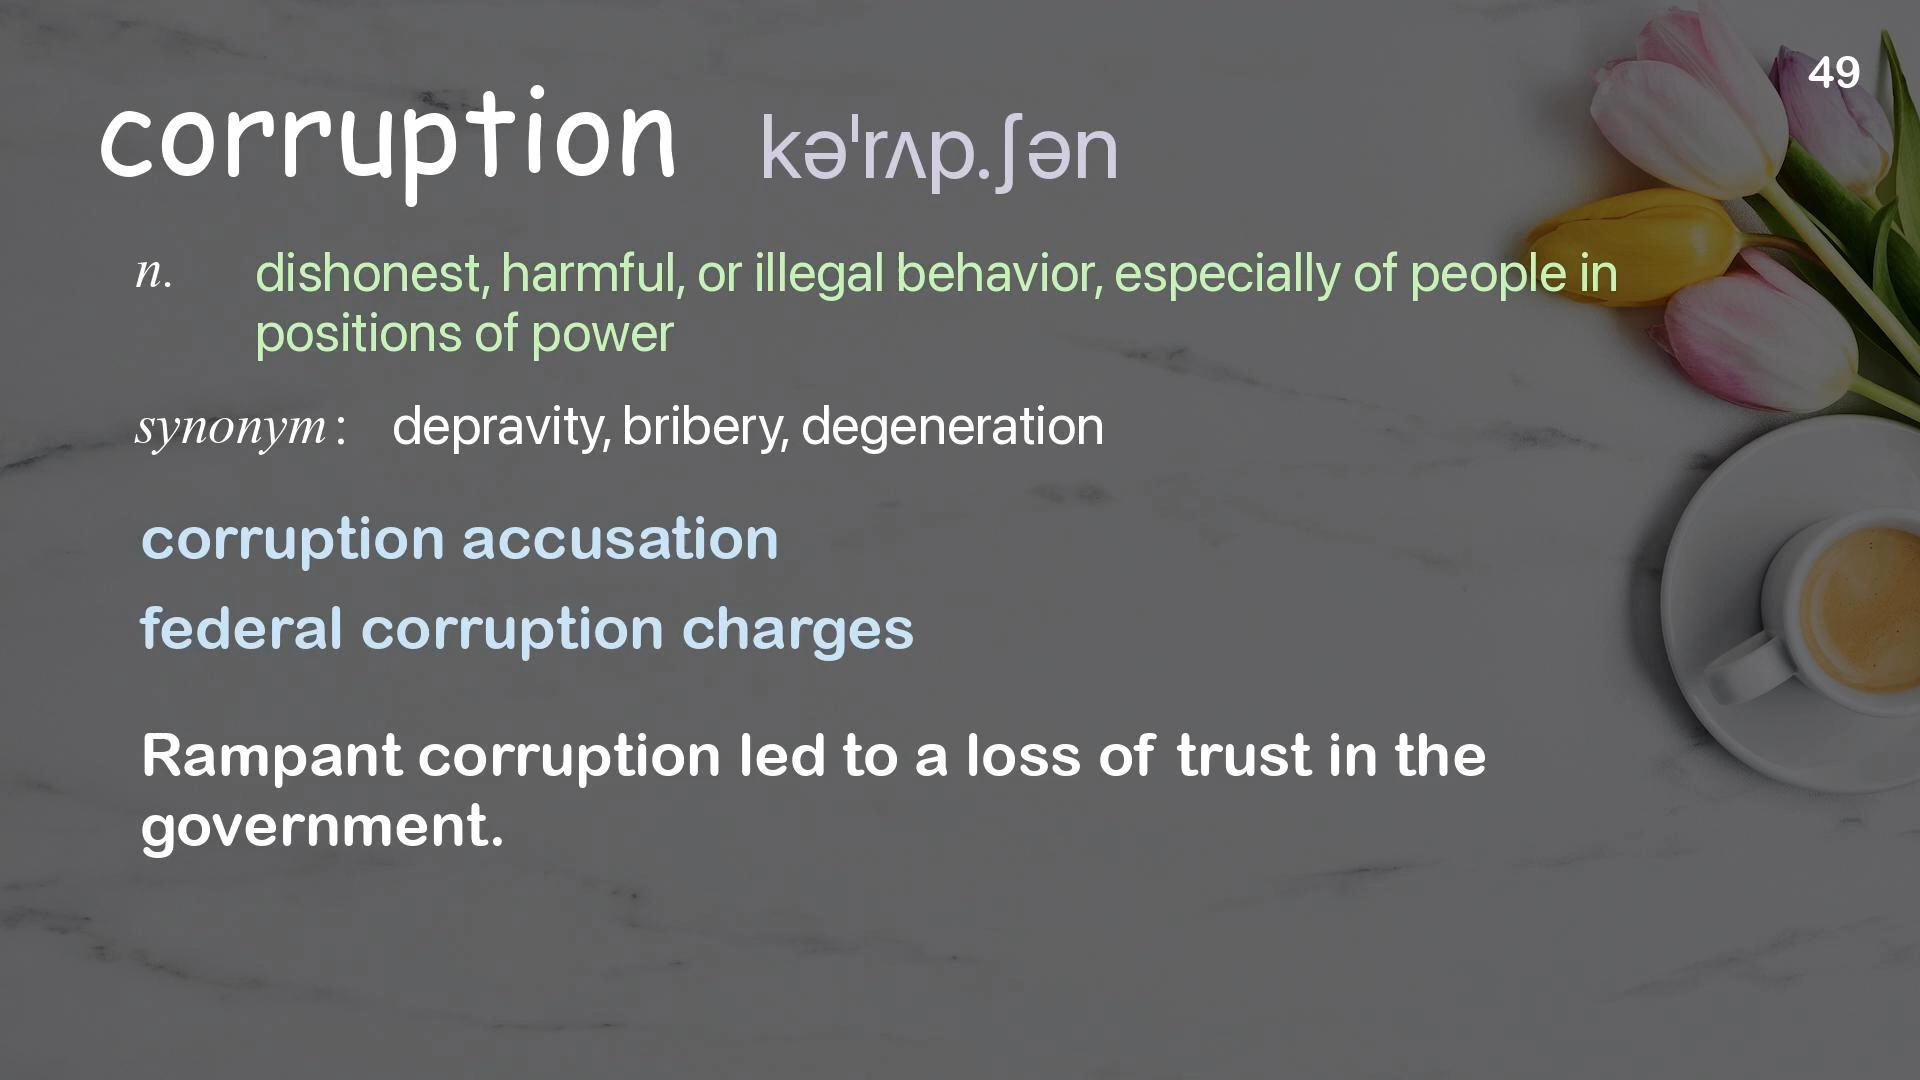 49
corruption kəˈrʌp.ʃən
n. dishonest, harmful, or illegal behavior, especially of people in
positions of power
synonym: depravity, bribery, degeneration
corruption accusation
federal corruption charges
Rampant corruption led to a loss of trust in the
government.